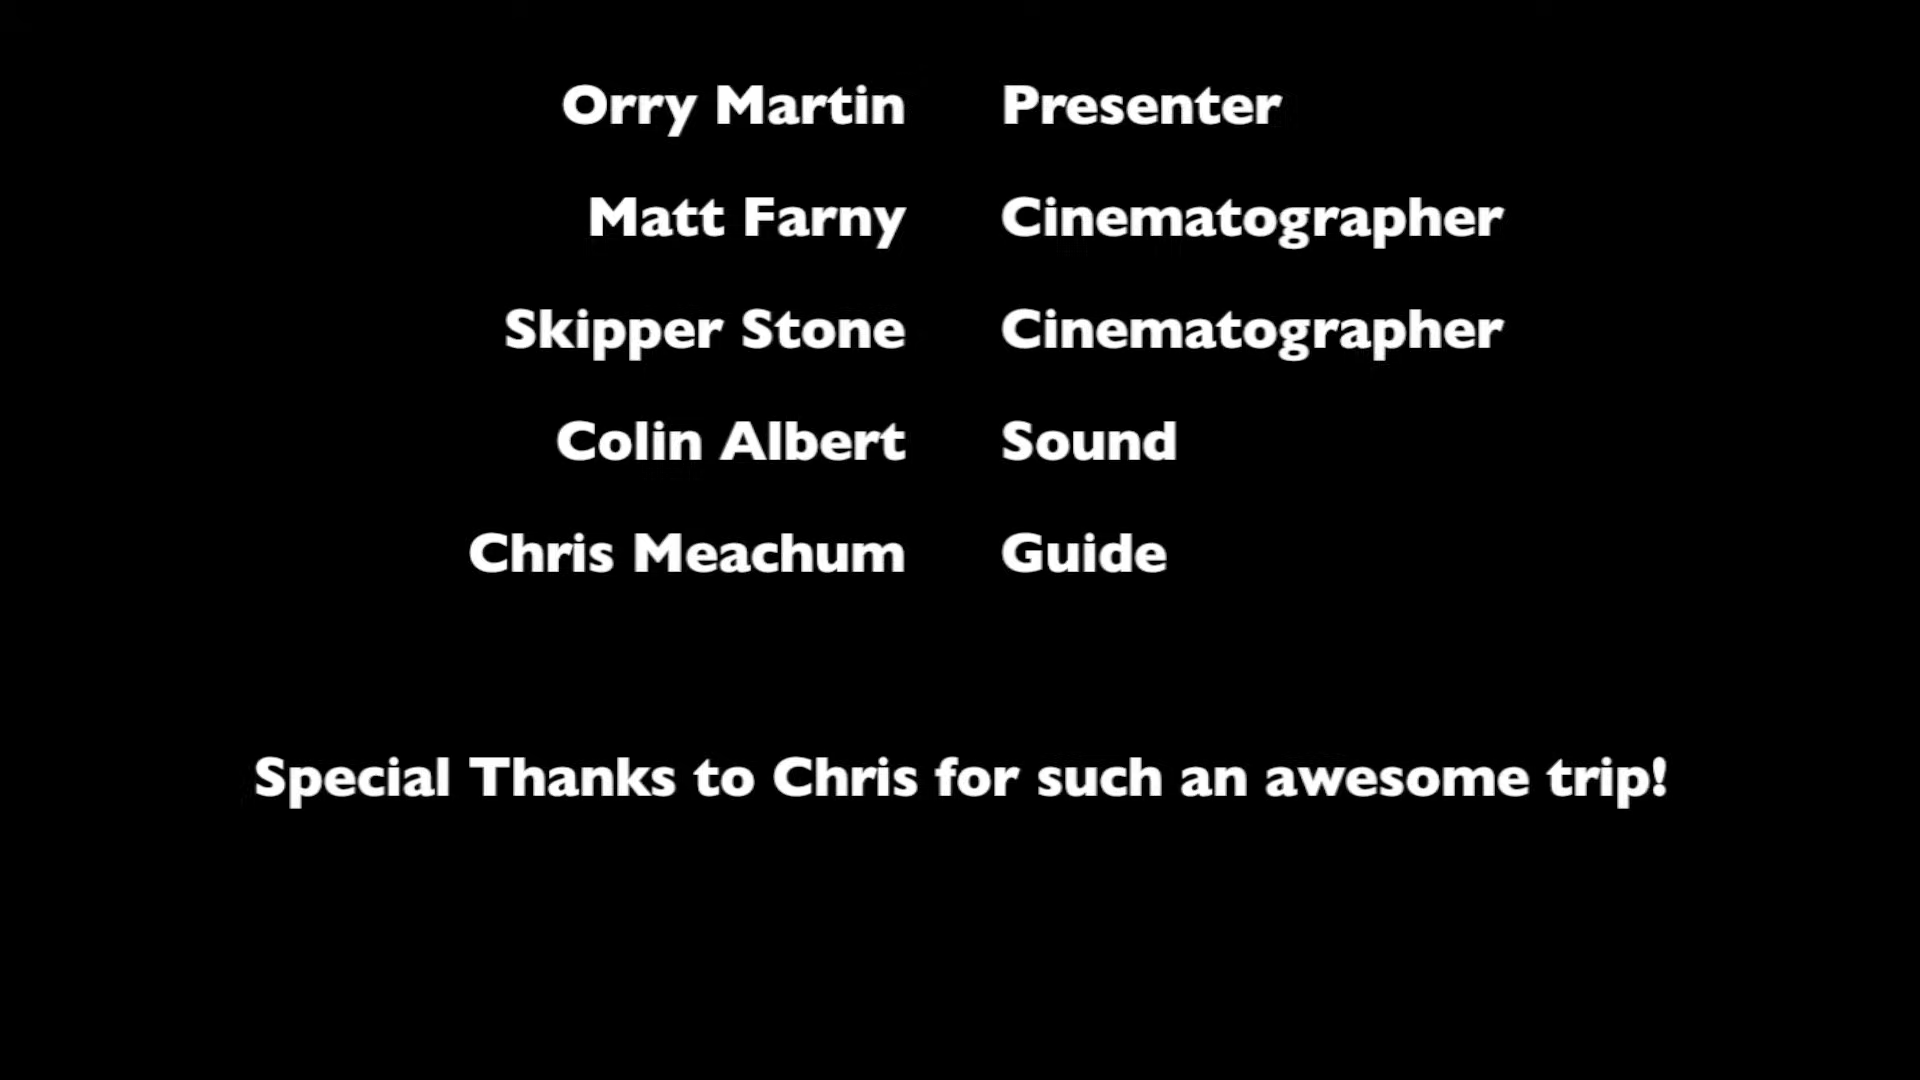 Orry Martin Presenter
Matt Farny Cinematographer
Skipper Stone Cinematographer
Colin Albert Sound
Chris Meachum Guide
Special Thanks to Chris for such an awesome trip!